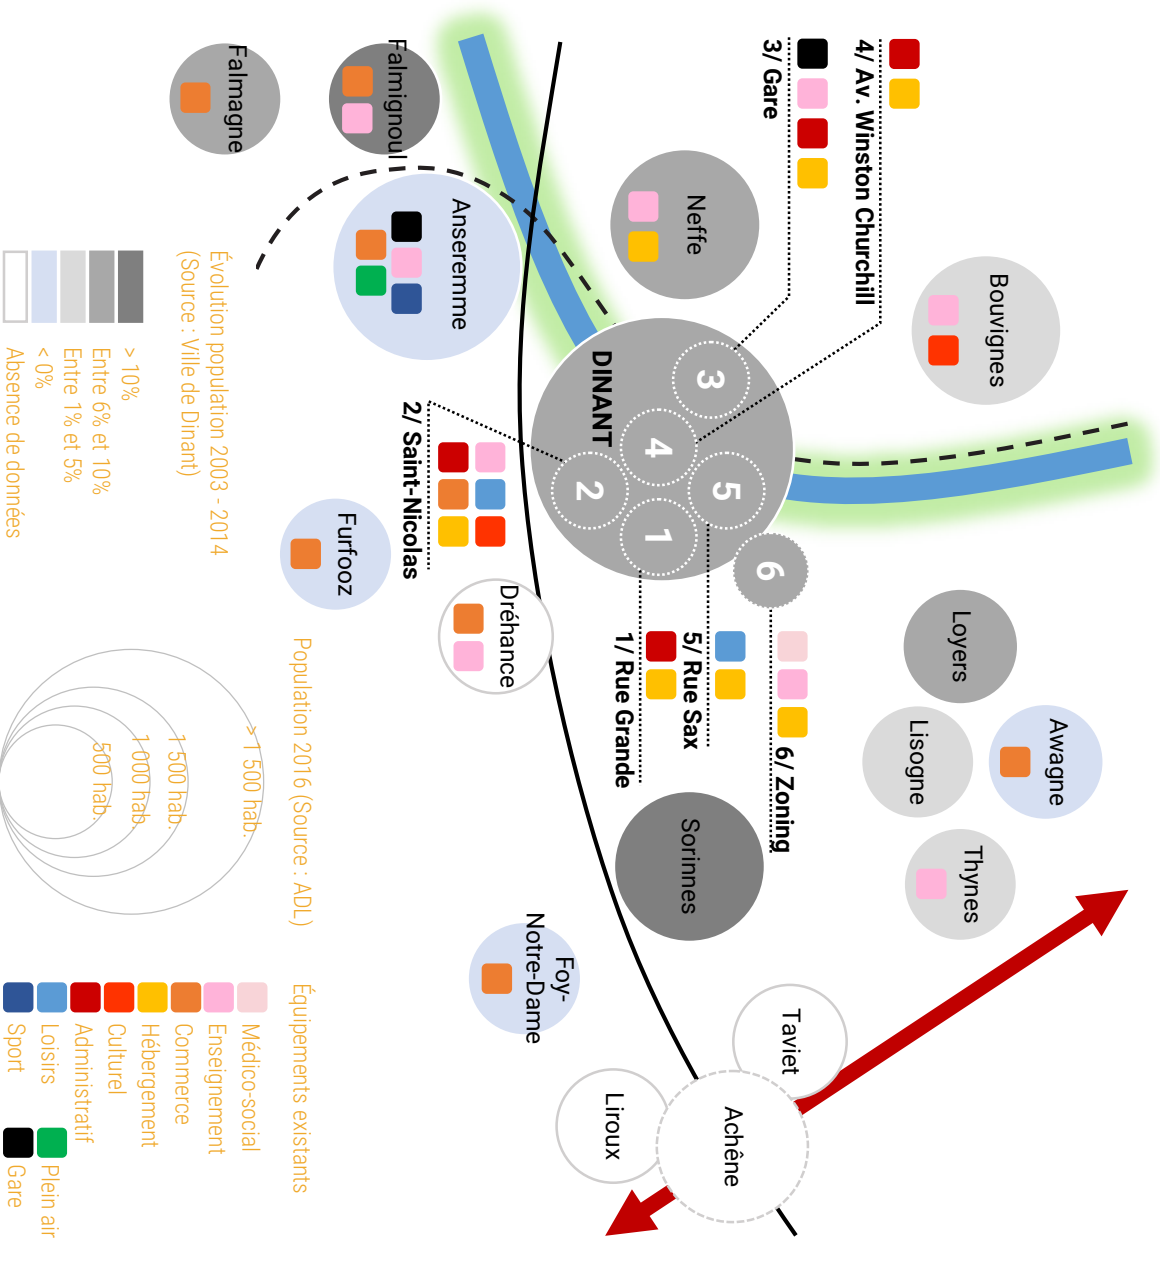 4/ Av. Winston Churchill
3/ Gare
Bouvignes
Neffe
Falmignoul
Falmagne
Anseremme
DINANT
3
4
5
2
1
6
2/ Saint-Nicolas
Furfooz
Dréhance
1/ Rue Grande
5/ Rue Sax
6/ Zoning
Loyers
Lisogne
Awagne
Thynes
Sorinnes
Foy-
Notre-Dame
Taviet
Achêne
Liroux
Évolution population 2003 - 2014
(Source : Ville de Dinant)
> 10%
Entre 6% et 10%
Entre 1% et 5%
< 0%
Absence de données
Population 2016 (Source : ADL)
> 1 500 hab.
1 500 hab.
1 000 hab.
500 hab.
Équipements existants
Médico-social
Enseignement
Commerce
Hébergement
Culturel
Administratif
Loisirs
Sport
Plein air
Gare